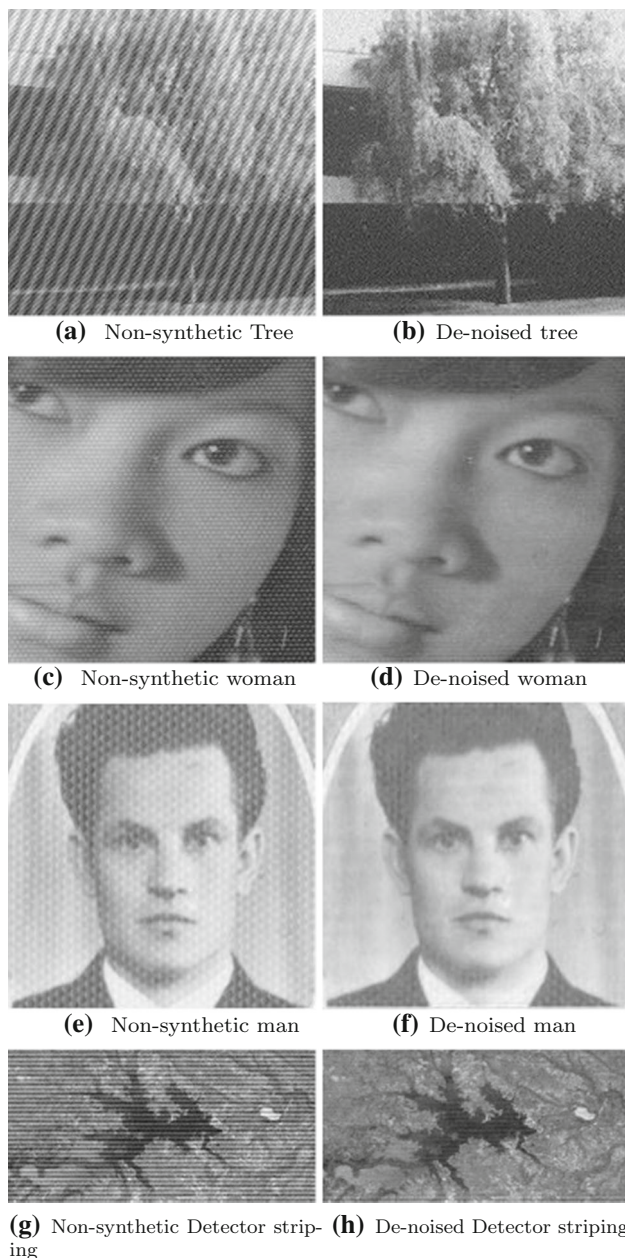 (a) Non-synthetic Tree
(b) De-noised tree
(c) Non-synthetic woman
(d) De-noised woman
(e) Non-synthetic man
(f) De-noised man
(g) Non-synthetic Detector strip-
ing
(h) De-noised Detector striping